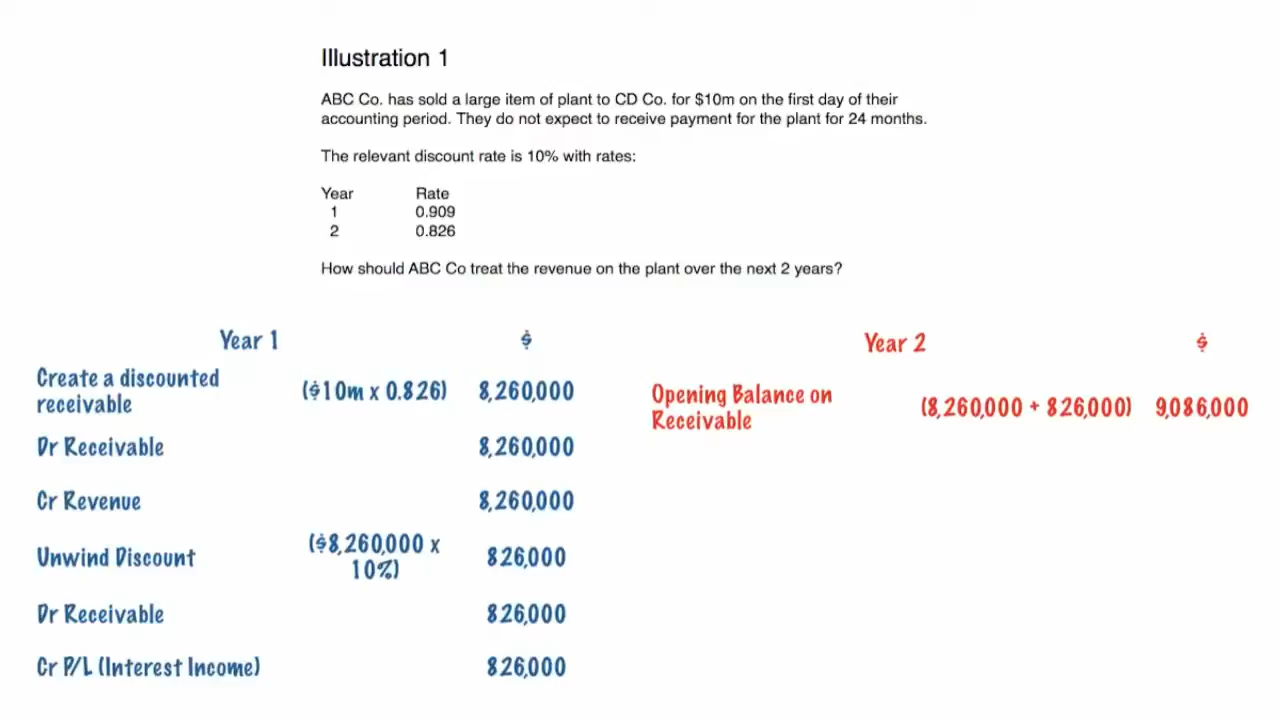 Illustration 1
ABC Co. has sold a large item of plant to CD Co. for $10m on the first day of their
accounting period. They do not expect to receive payment for the plant for 24 months.
The relevant discount rate is 10% with rates:
Year Rate
1 0.909
2 0.826
How should ABC Co treat the revenue on the plant over the next 2 years?
Year 1 $
Create a discounted
receivable
($10m x 0.826) 8,260,000
Dr Receivable 8,260,000
Cr Revenue 8,260,000
Unwind Discount
($8,260,000 x
10%)
826,000
Dr Receivable 826,000
Cr P/L (Interest Income) 826,000
Year 2 $
Opening Balance on
Receivable
(8,260,000 + 826,000) 9,086,000